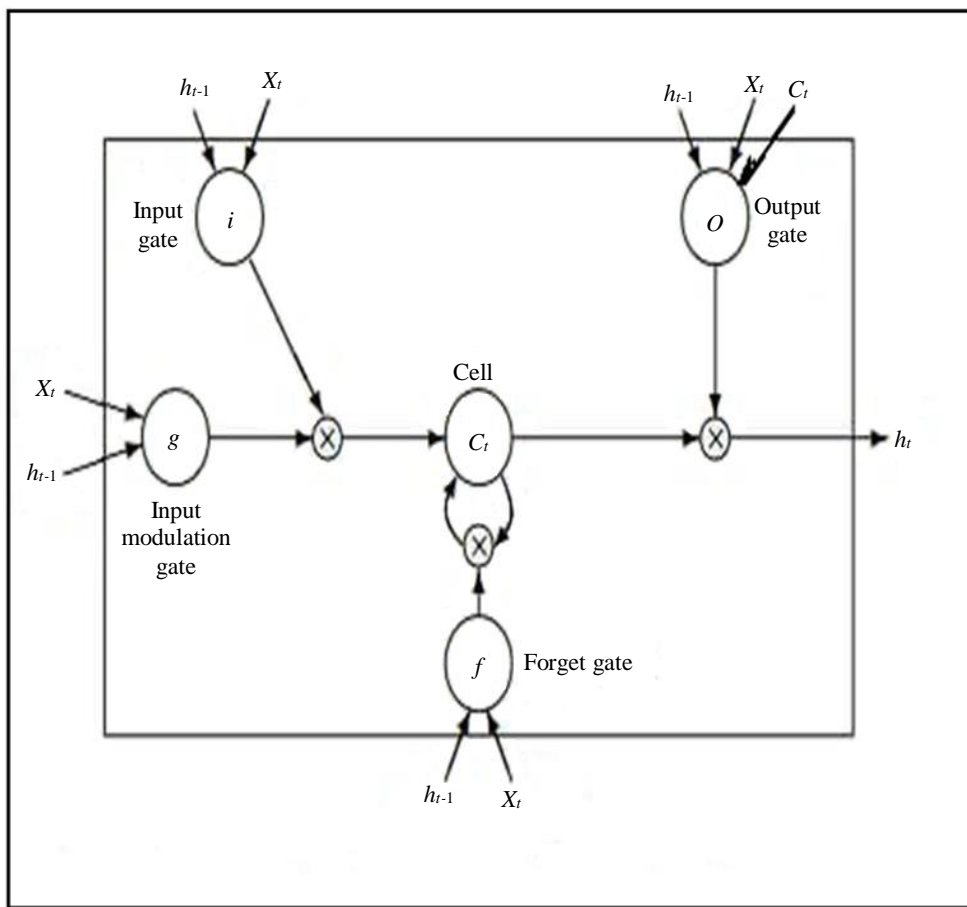 h_{t-1} X_t
h_{t-1} X_t C_t
Input
gate
i
O
Output
gate
Cell
X_t
h_{t-1}
g
X
C_t
X
h_t
Input
modulation
gate
X
f
Forget gate
h_{t-1} X_t